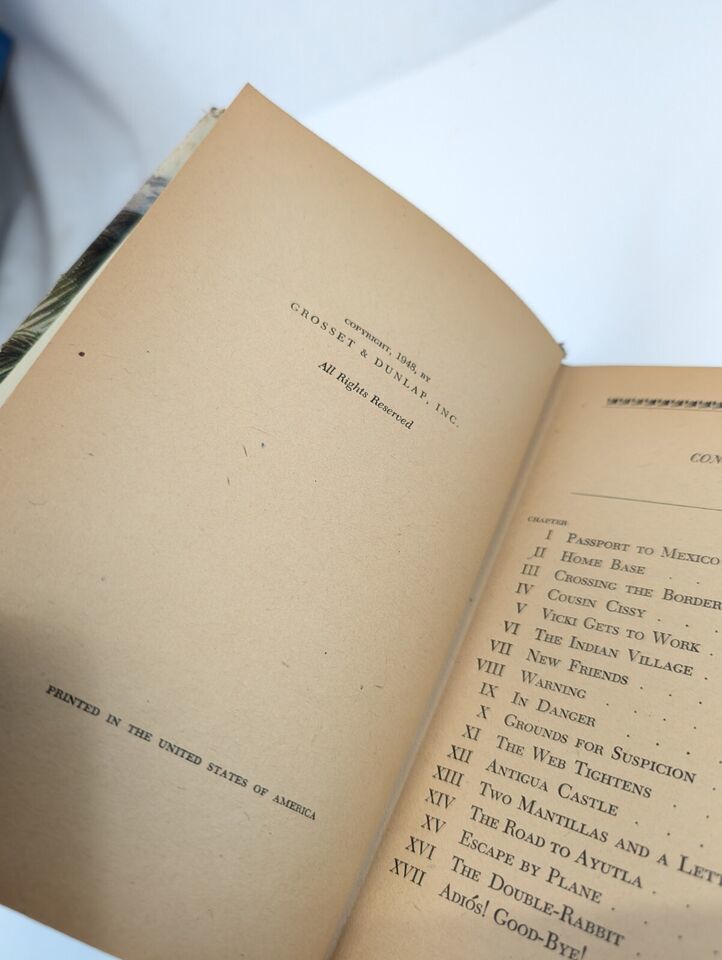 COPYRIGHT, 1948, BY
GROSSET & DUNLAP, INC.
All Rights Reserved
PRINTED IN THE UNITED STATES OF AMERICA
CON
CHAPTER
I PASSPORT TO MEXICO
II HOME BASE . .
III CROSSING THE BORDER
IV COUSIN CISSY . . .
V VICKI GETS TO WORK .
VI THE INDIAN VILLAGE .
VII NEW FRIENDS . . .
VIII WARNING . . . .
IX IN DANGER . . . .
X GROUNDS FOR SUSPICION .
XI THE WEB TIGHTENS . .
XII ANTIGUA CASTLE . . .
XIII TWO MANTILLAS AND A LETT
XIV THE ROAD TO AYUTLA . .
XV ESCAPE BY PLANE . . .
XVI THE DOUBLE-RABBIT . .
XVII ADIÓS! GOOD-BYE! . .